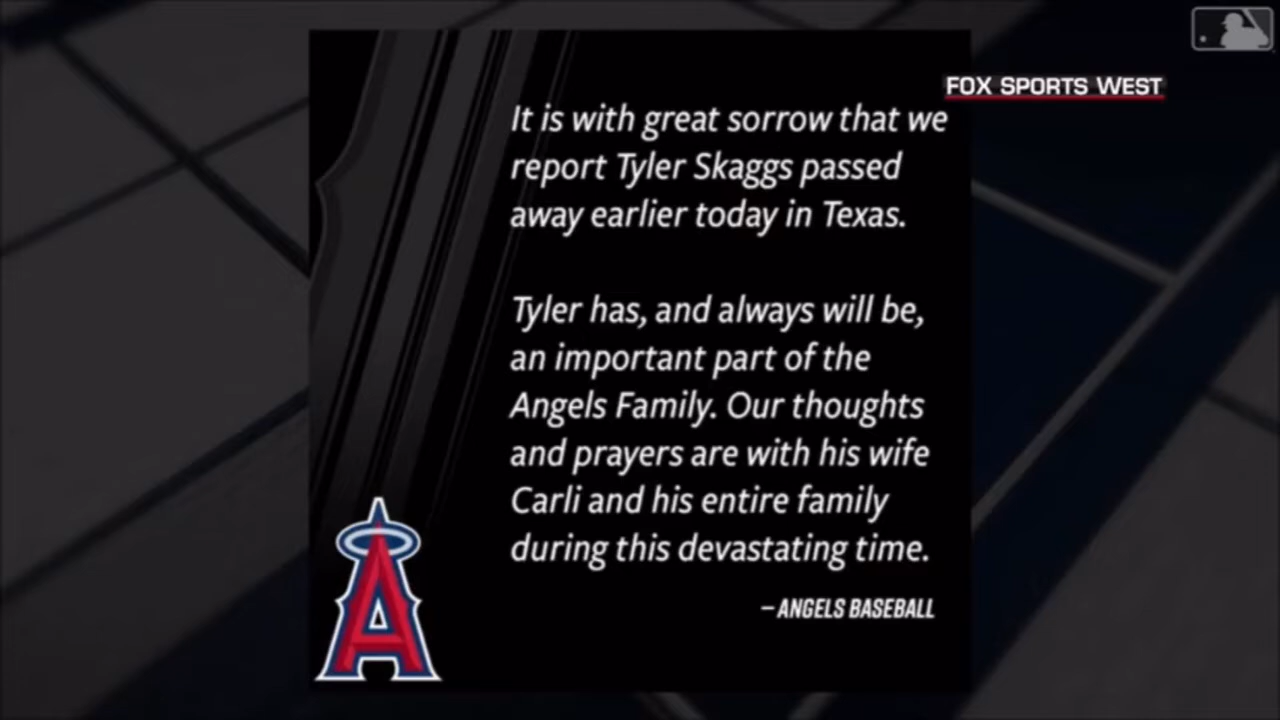 FOX SPORTS WEST
It is with great sorrow that we
report Tyler Skaggs passed
away earlier today in Texas.
Tyler has, and always will be,
an important part of the
Angels Family. Our thoughts
and prayers are with his wife
Carli and his entire family
during this devastating time.
– ANGELS BASEBALL
A